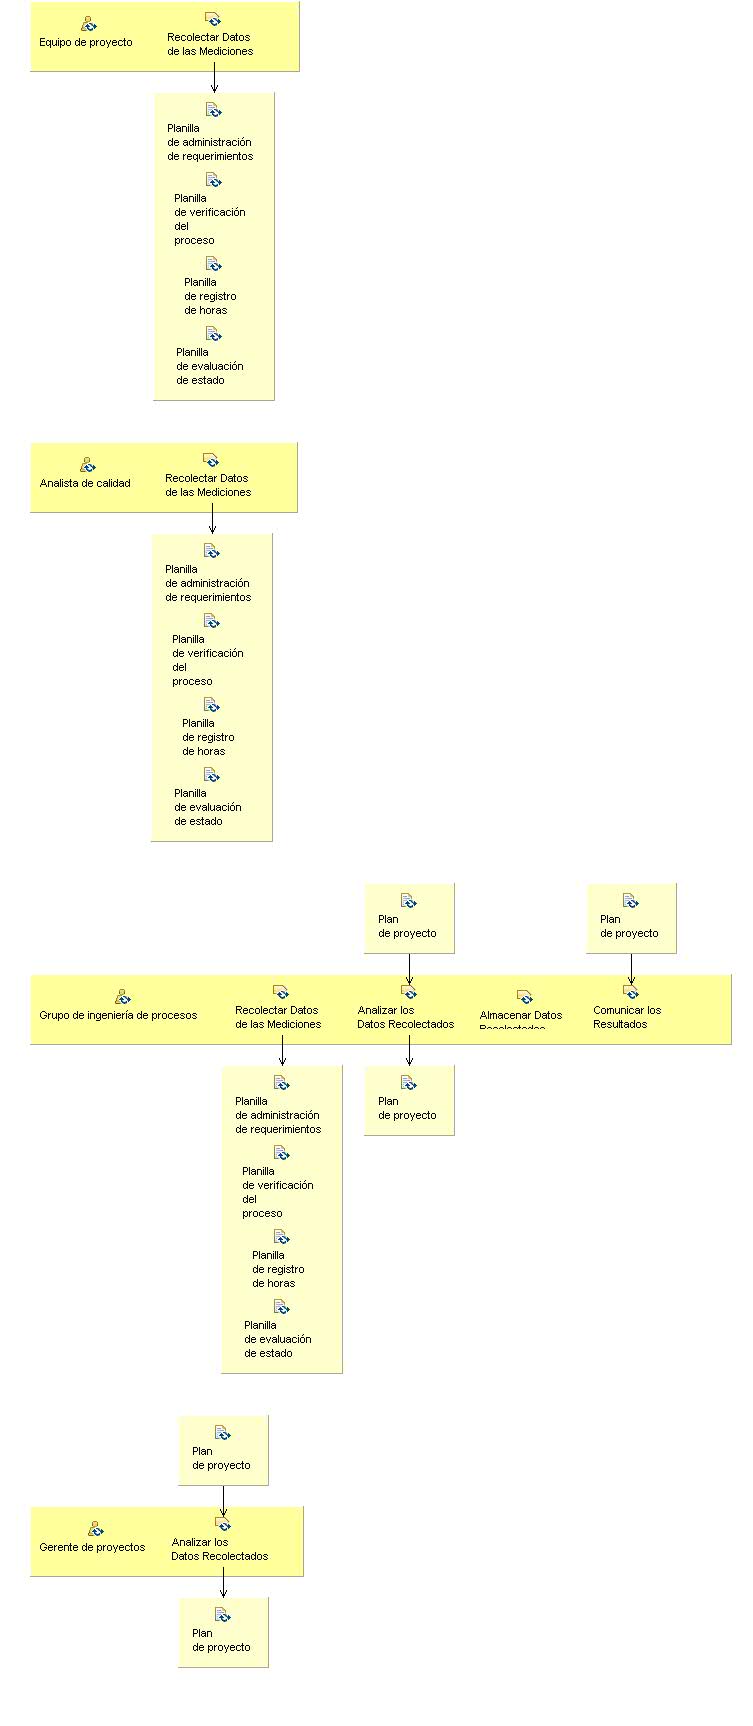 Equipo de proyecto
Recolectar Datos
de las Mediciones
Planilla
de administración
de requerimientos
Planilla
de verificación
del
proceso
Planilla
de registro
de horas
Planilla
de evaluación
de estado
Analista de calidad
Recolectar Datos
de las Mediciones
Planilla
de administración
de requerimientos
Planilla
de verificación
del
proceso
Planilla
de registro
de horas
Planilla
de evaluación
de estado
Plan
de proyecto
Plan
de proyecto
Grupo de ingeniería de procesos
Recolectar Datos
de las Mediciones
Analizar los
Datos Recolectados
Almacenar Datos
Recolectados
Comunicar los
Resultados
Planilla
de administración
de requerimientos
Planilla
de verificación
del
proceso
Planilla
de registro
de horas
Planilla
de evaluación
de estado
Plan
de proyecto
Plan
de proyecto
Gerente de proyectos
Analizar los
Datos Recolectados
Plan
de proyecto